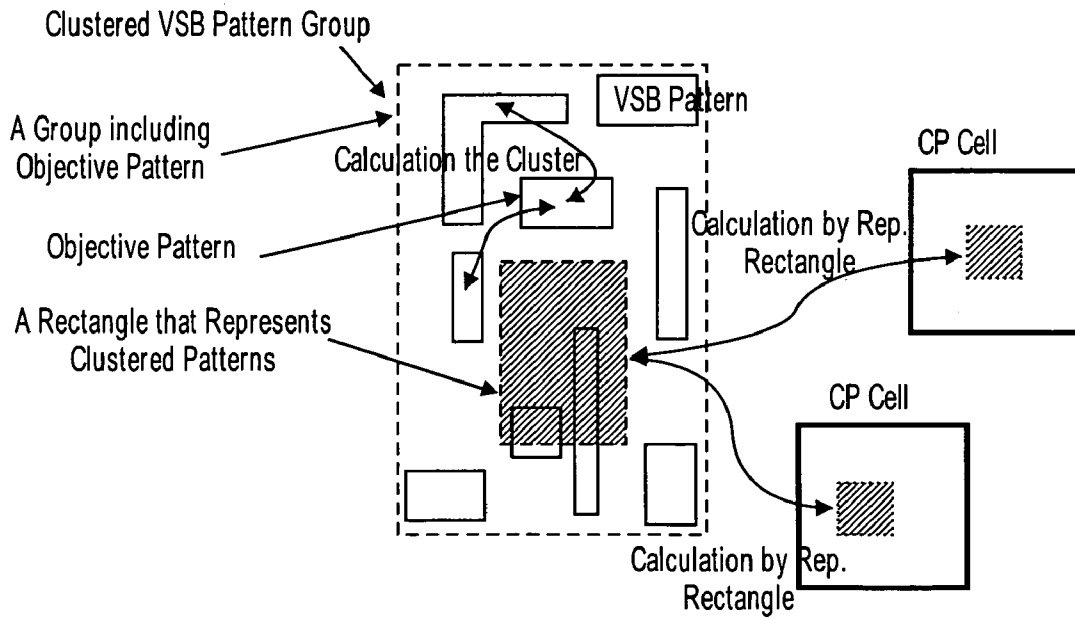 Clustered VSB Pattern Group
VSB Pattern
A Group including
Objective Pattern
Calculation the Cluster
CP Cell
Objective Pattern
Calculation by Rep.
Rectangle
A Rectangle that Represents
Clustered Patterns
CP Cell
Calculation by Rep.
Rectangle